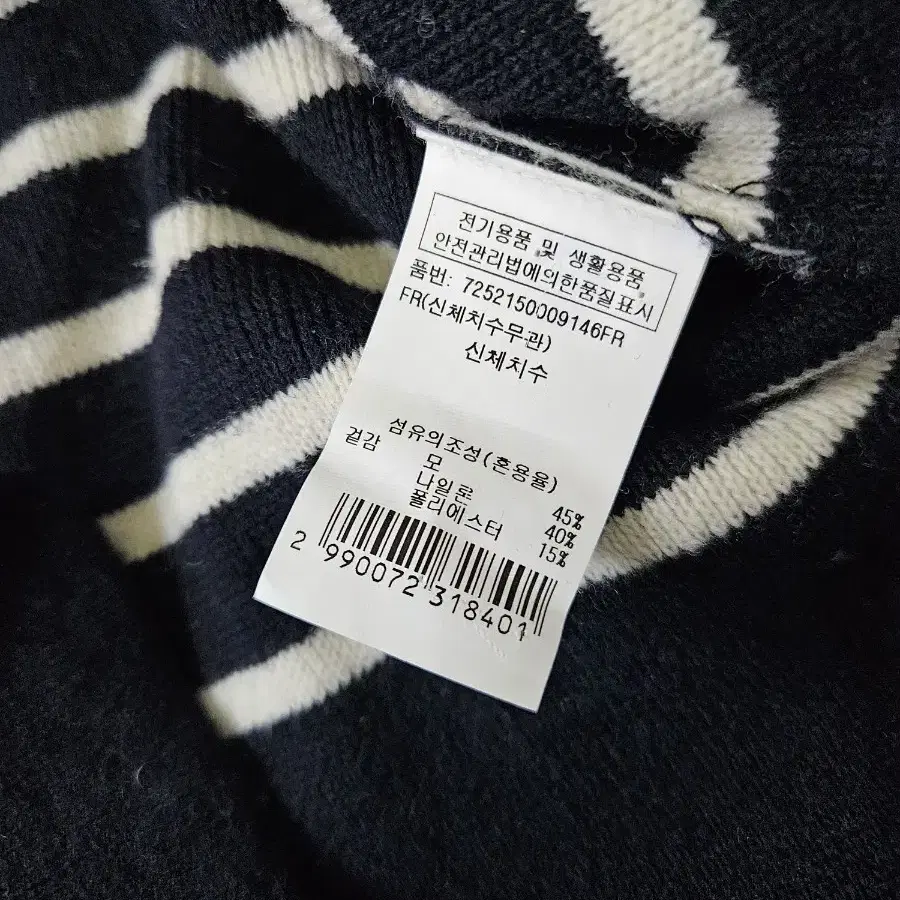 전기용품 및 생활용품
안전관리법에의한품질표시
품번: 7252150009146FR
FR(신체치수무관)
신체치수
섬유의조성(혼용율)
겉감 모 45%
나일론 40%
폴리에스터 15%
2 990072 318401